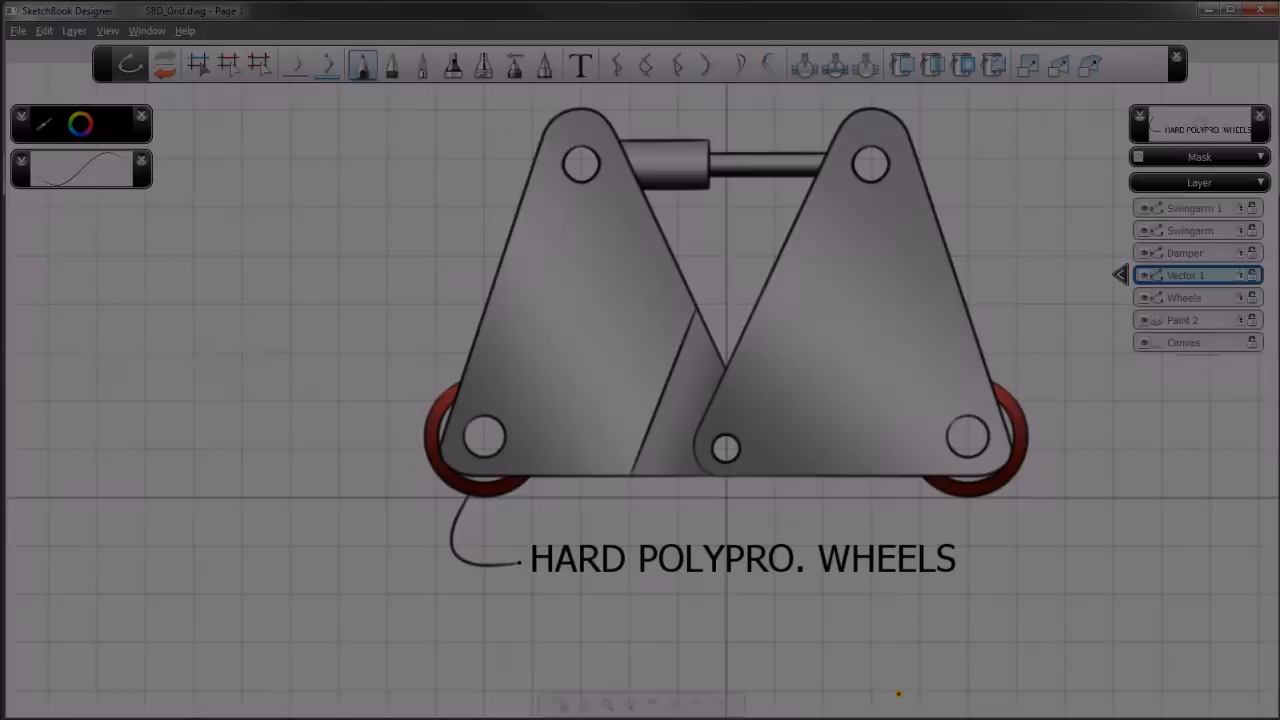 SketchBook Designer - SBD_Grid.dwg - Page 1
File Edit Layer View Window Help
T
HARD POLYPRO. WHEELS
Mask
Layer
Swingarm 1
Swingarm
Damper
Vector 1
Wheels
Paint 2
Canvas
HARD POLYPRO. WHEELS